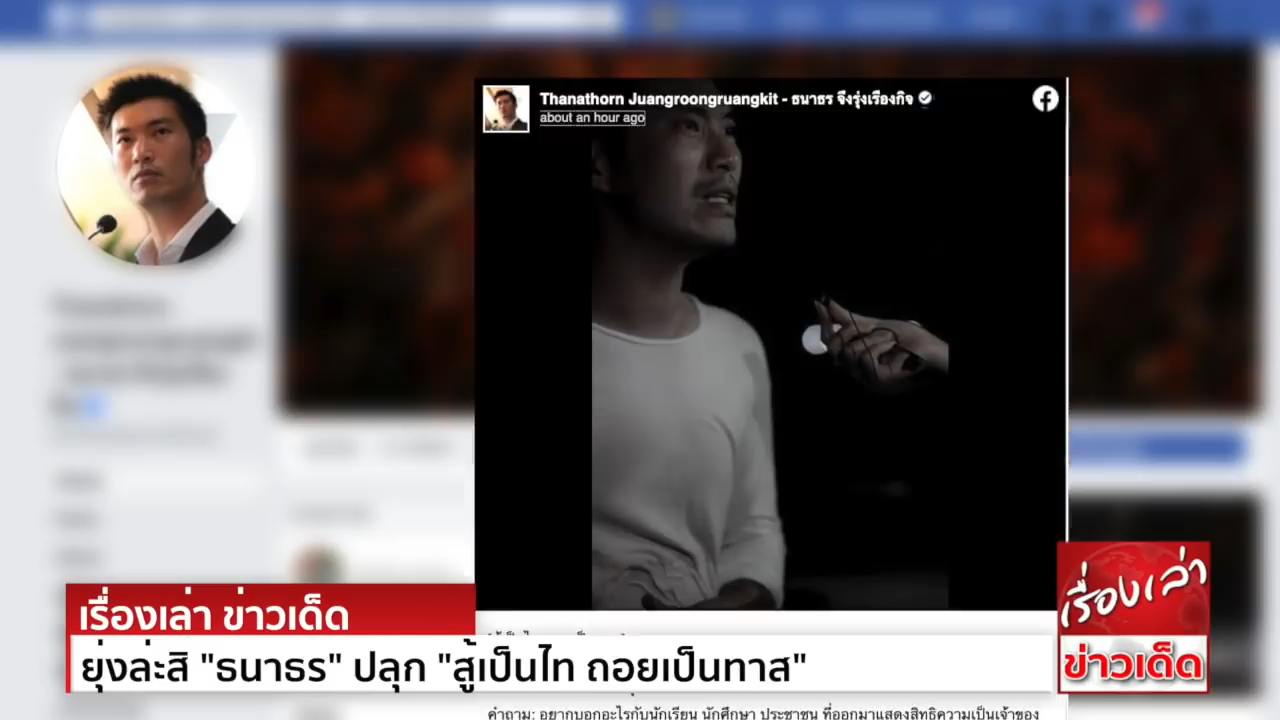 Thanathorn Juangroongruangkit - ธนาธร จึงรุ่งเรืองกิจ
about an hour ago
เรื่องเล่า ข่าวเด็ด
ยุ่งล่ะสิ "ธนาธร" ปลุก "สู้เป็นไท ถอยเป็นทาส"
เรื่องเล่า
ข่าวเด็ด
คำถาม: อยากบอกอะไรกับนักเรียน นักศึกษา ประชาชน ที่ออกมาแสดงสิทธิความเป็นเจ้าของ